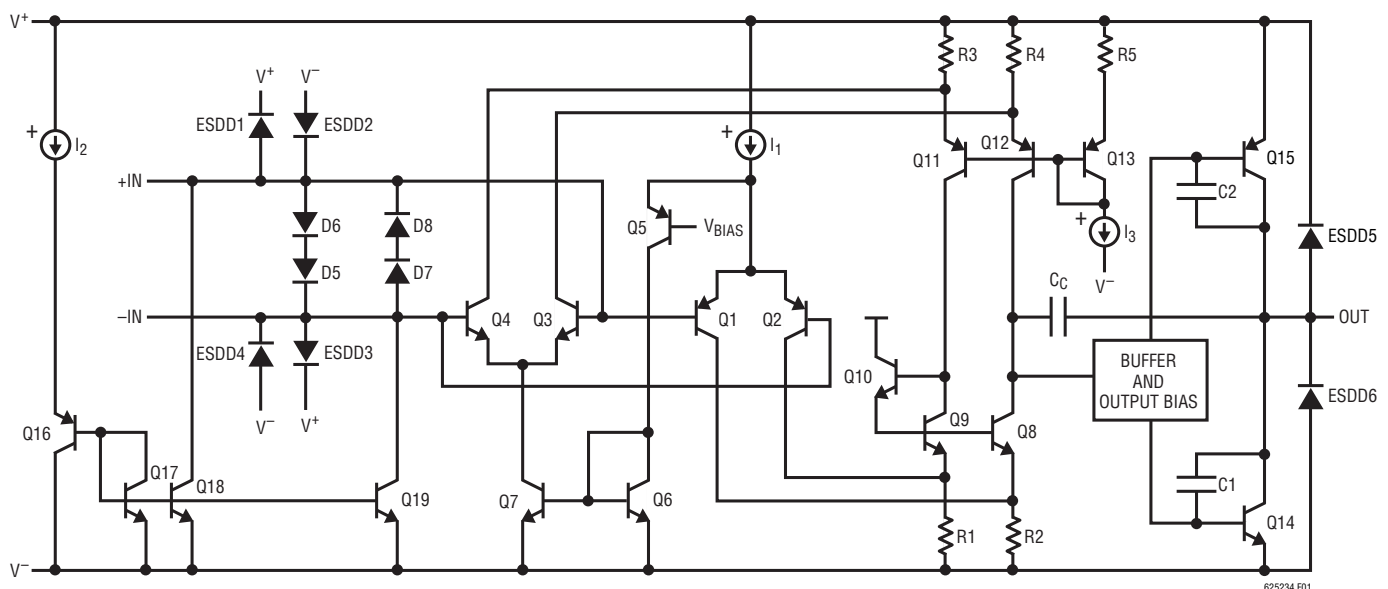 V+
R3
R4
R5
V+
V−
+
I2
ESDD1
ESDD2
+
I1
Q11
Q12
Q13
Q15
+IN
C2
D6
D8
Q5
VBIAS
+
I3
ESDD5
D5
D7
V−
CC
−IN
Q4
Q3
Q1
Q2
OUT
ESDD4
ESDD3
Q10
BUFFER
AND
OUTPUT BIAS
ESDD6
V−
V+
Q16
Q9
Q8
Q17
Q18
Q19
Q7
Q6
C1
Q14
R1
R2
V−
625234 F01